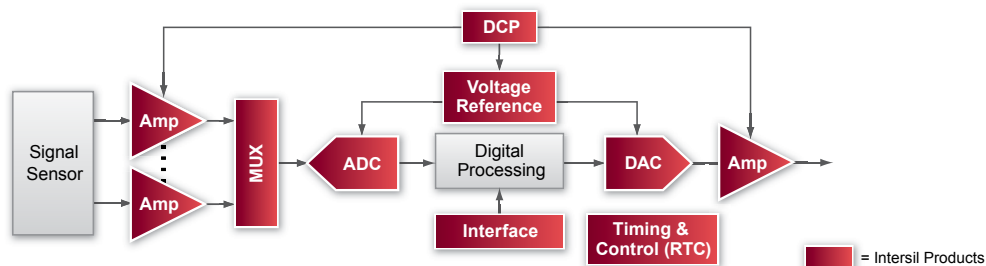 DCP
Voltage
Reference
Signal
Sensor
Amp
Amp
MUX
ADC
Digital
Processing
DAC
Amp
Interface
Timing &
Control (RTC)
= Intersil Products